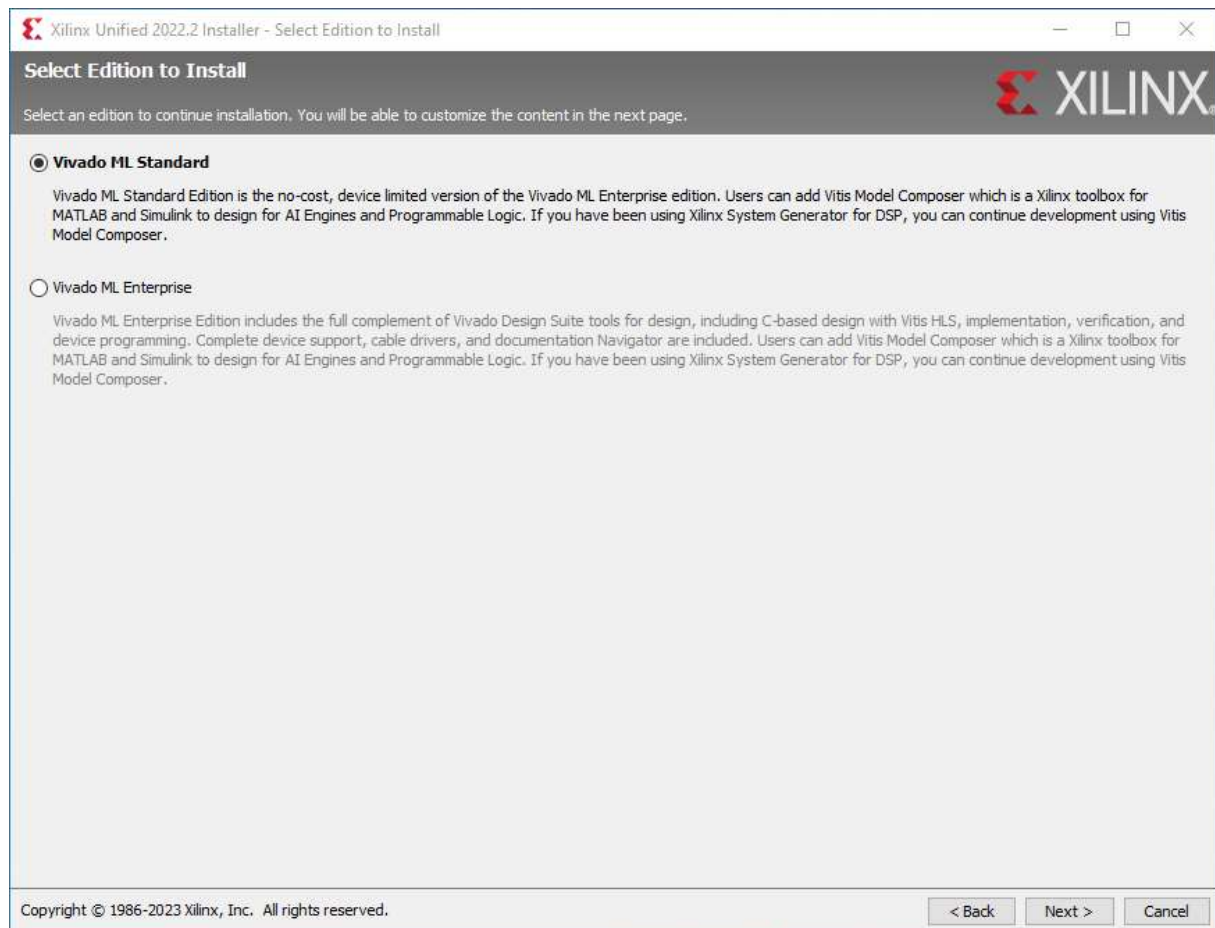 Xilinx Unified 2022.2 Installer - Select Edition to Install
Select Edition to Install
XILINX®
Select an edition to continue installation. You will be able to customize the content in the next page.
Vivado ML Standard
Vivado ML Standard Edition is the no-cost, device limited version of the Vivado ML Enterprise edition. Users can add Vitis Model Composer which is a Xilinx toolbox for
MATLAB and Simulink to design for AI Engines and Programmable Logic. If you have been using Xilinx System Generator for DSP, you can continue development using Vitis
Model Composer.
Vivado ML Enterprise
Vivado ML Enterprise Edition includes the full complement of Vivado Design Suite tools for design, including C-based design with Vitis HLS, implementation, verification, and
device programming. Complete device support, cable drivers, and documentation Navigator are included. Users can add Vitis Model Composer which is a Xilinx toolbox for
MATLAB and Simulink to design for AI Engines and Programmable Logic. If you have been using Xilinx System Generator for DSP, you can continue development using Vitis
Model Composer.
Copyright © 1986-2023 Xilinx, Inc. All rights reserved.
< Back Next > Cancel